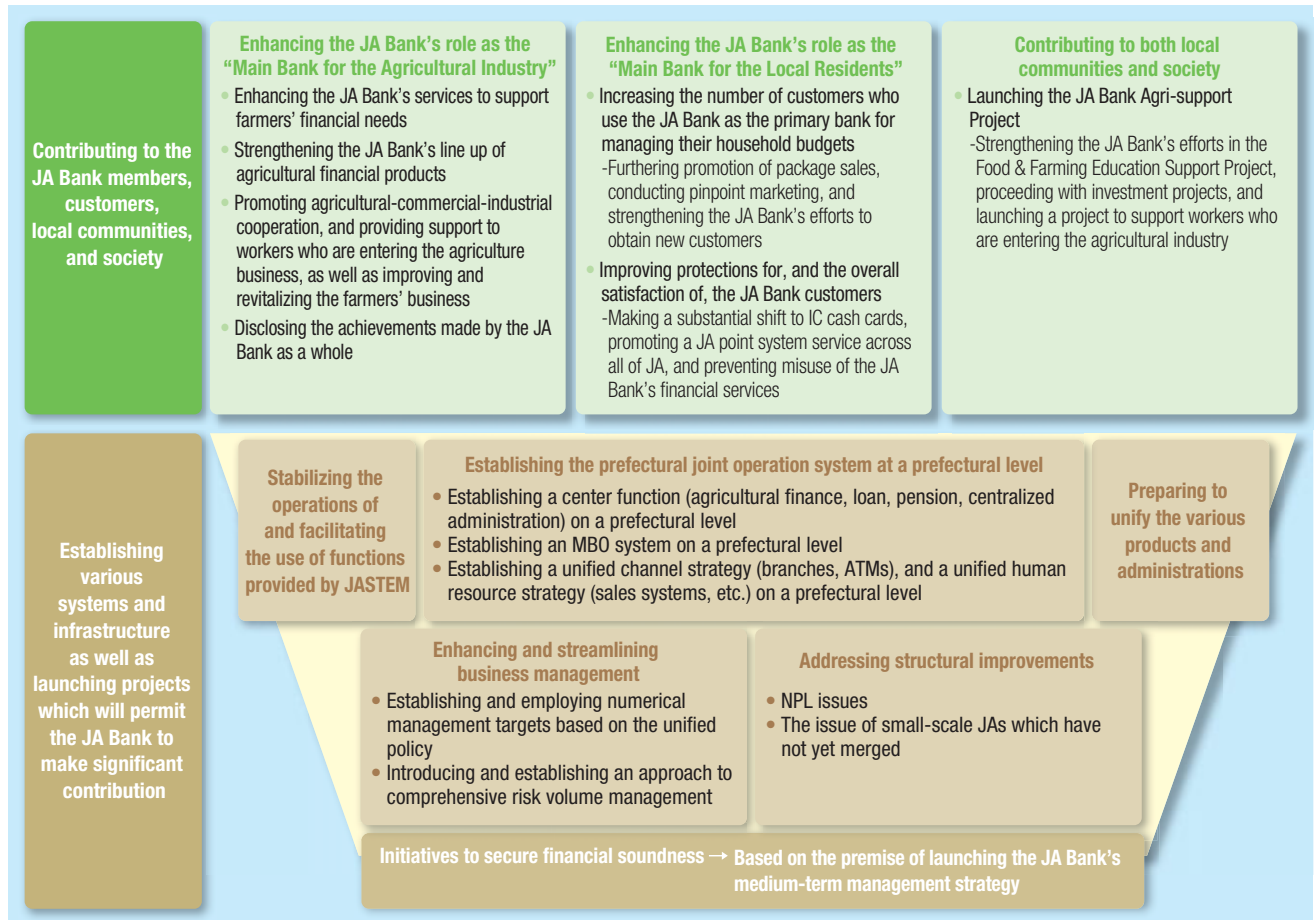 Contributing to the
JA Bank members,
customers,
local communities,
and society
Enhancing the JA Bank's role as the
“Main Bank for the Agricultural Industry”
• Enhancing the JA Bank's services to support
farmers' financial needs
• Strengthening the JA Bank's line up of
agricultural financial products
• Promoting agricultural-commercial-industrial
cooperation, and providing support to
workers who are entering the agriculture
business, as well as improving and
revitalizing the farmers' business
• Disclosing the achievements made by the JA
Bank as a whole
Enhancing the JA Bank's role as the
“Main Bank for the Local Residents”
• Increasing the number of customers who
use the JA Bank as the primary bank for
managing their household budgets
-Furthering promotion of package sales,
conducting pinpoint marketing, and
strengthening the JA Bank's efforts to
obtain new customers
• Improving protections for, and the overall
satisfaction of, the JA Bank customers
-Making a substantial shift to IC cash cards,
promoting a JA point system service across
all of JA, and preventing misuse of the JA
Bank's financial services
Contributing to both local
communities and society
• Launching the JA Bank Agri-support
Project
-Strengthening the JA Bank's efforts in the
Food & Farming Education Support Project,
proceeding with investment projects, and
launching a project to support workers who
are entering the agricultural industry
Establishing
various
systems and
infrastructure
as well as
launching projects
which will permit
the JA Bank to
make significant
contribution
Stabilizing the
operations of
and facilitating
the use of functions
provided by JASTEM
Establishing the prefectural joint operation system at a prefectural level
• Establishing a center function (agricultural finance, loan, pension, centralized
administration) on a prefectural level
• Establishing an MBO system on a prefectural level
• Establishing a unified channel strategy (branches, ATMs), and a unified human
resource strategy (sales systems, etc.) on a prefectural level
Preparing to
unify the various
products and
administrations
Enhancing and streamlining
business management
• Establishing and employing numerical
management targets based on the unified
policy
• Introducing and establishing an approach to
comprehensive risk volume management
Addressing structural improvements
• NPL issues
• The issue of small-scale JAs which have
not yet merged
Initiatives to secure financial soundness → Based on the premise of launching the JA Bank's
medium-term management strategy